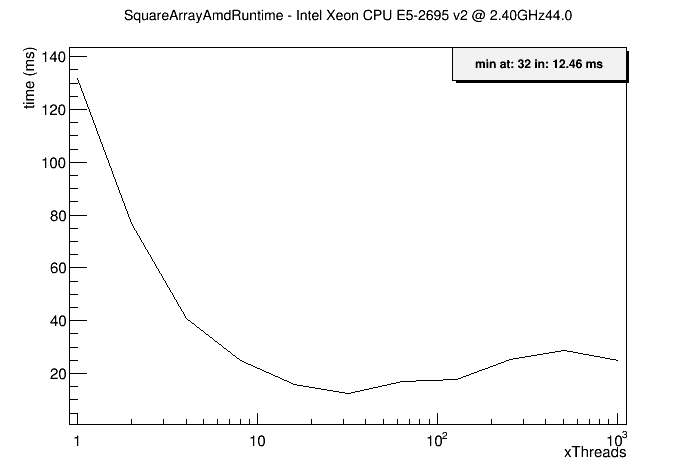 SquareArrayAmdRuntime - Intel Xeon CPU E5-2695 v2 @ 2.40GHz44.0
time (ms)
min at: 32 in: 12.46 ms
140
120
100
80
60
40
20
1 10 10² 10³
xThreads